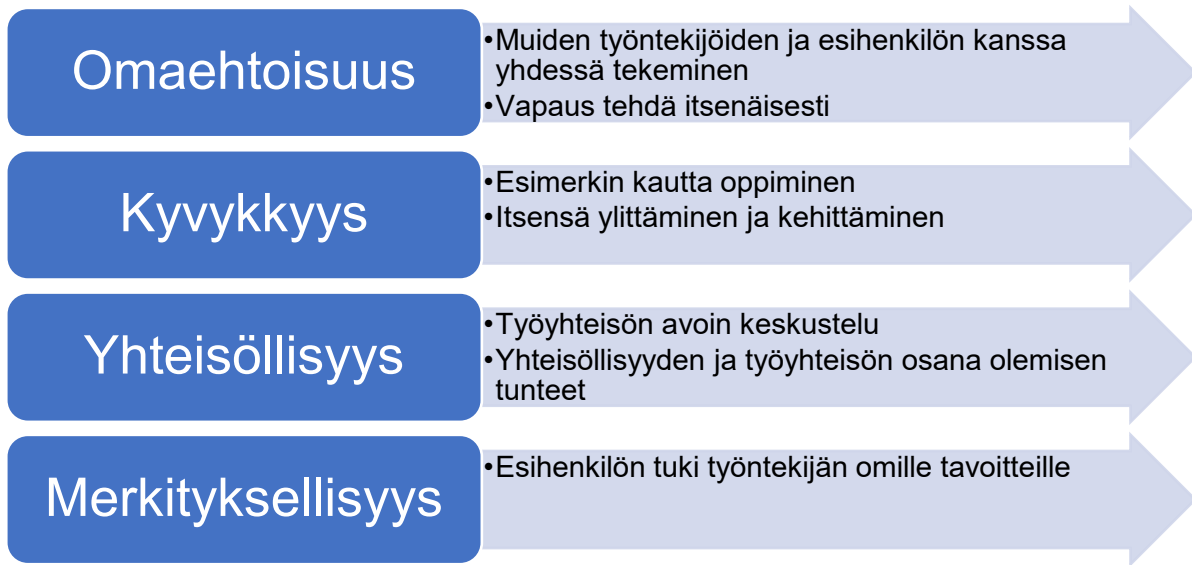 Omaehtoisuus
•Muiden työntekijöiden ja esihenkilön kanssa
yhdessä tekeminen
•Vapaus tehdä itsenäisesti
Kyvykkyys
•Esimerkin kautta oppiminen
•Itsensä ylittäminen ja kehittäminen
Yhteisöllisyys
•Työyhteisön avoin keskustelu
•Yhteisöllisyyden ja työyhteisön osana olemisen
tunteet
Merkityksellisyys
•Esihenkilön tuki työntekijän omille tavoitteille